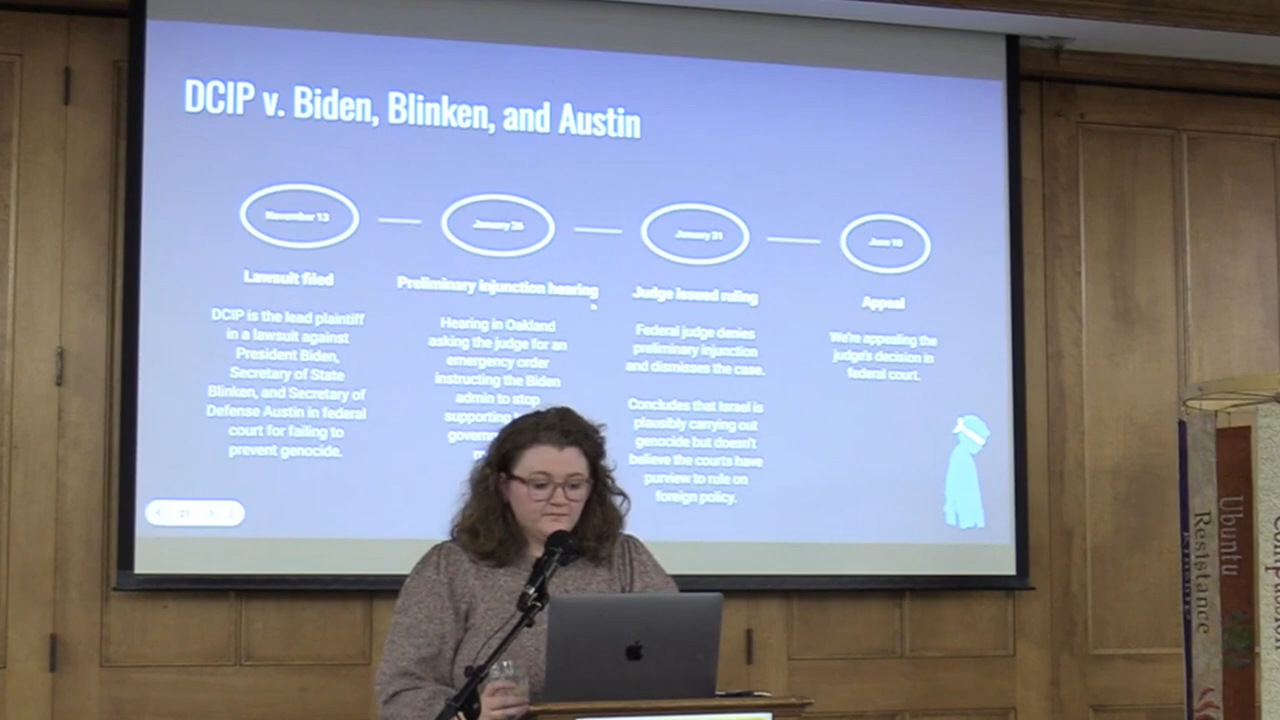 DCIP v. Biden, Blinken, and Austin
November 13
January 26
January 31
June 10
Lawsuit filed
DCIP is the lead plaintiff
in a lawsuit against
President Biden,
Secretary of State
Blinken, and Secretary of
Defense Austin in federal
court for failing to
prevent genocide.
Preliminary injunction hearing
Hearing in Oakland
asking the judge for an
emergency order
instructing the Biden
admin to stop
supporting
Judge issued ruling
Federal judge denies
preliminary injunction
and dismisses the case.
Concludes that Israel is
plausibly carrying out
genocide but doesn't
believe the courts have
purview to rule on
foreign policy.
Appeal
We're appealing the
judge's decision in
federal court.
21
Ubuntu
Resistance